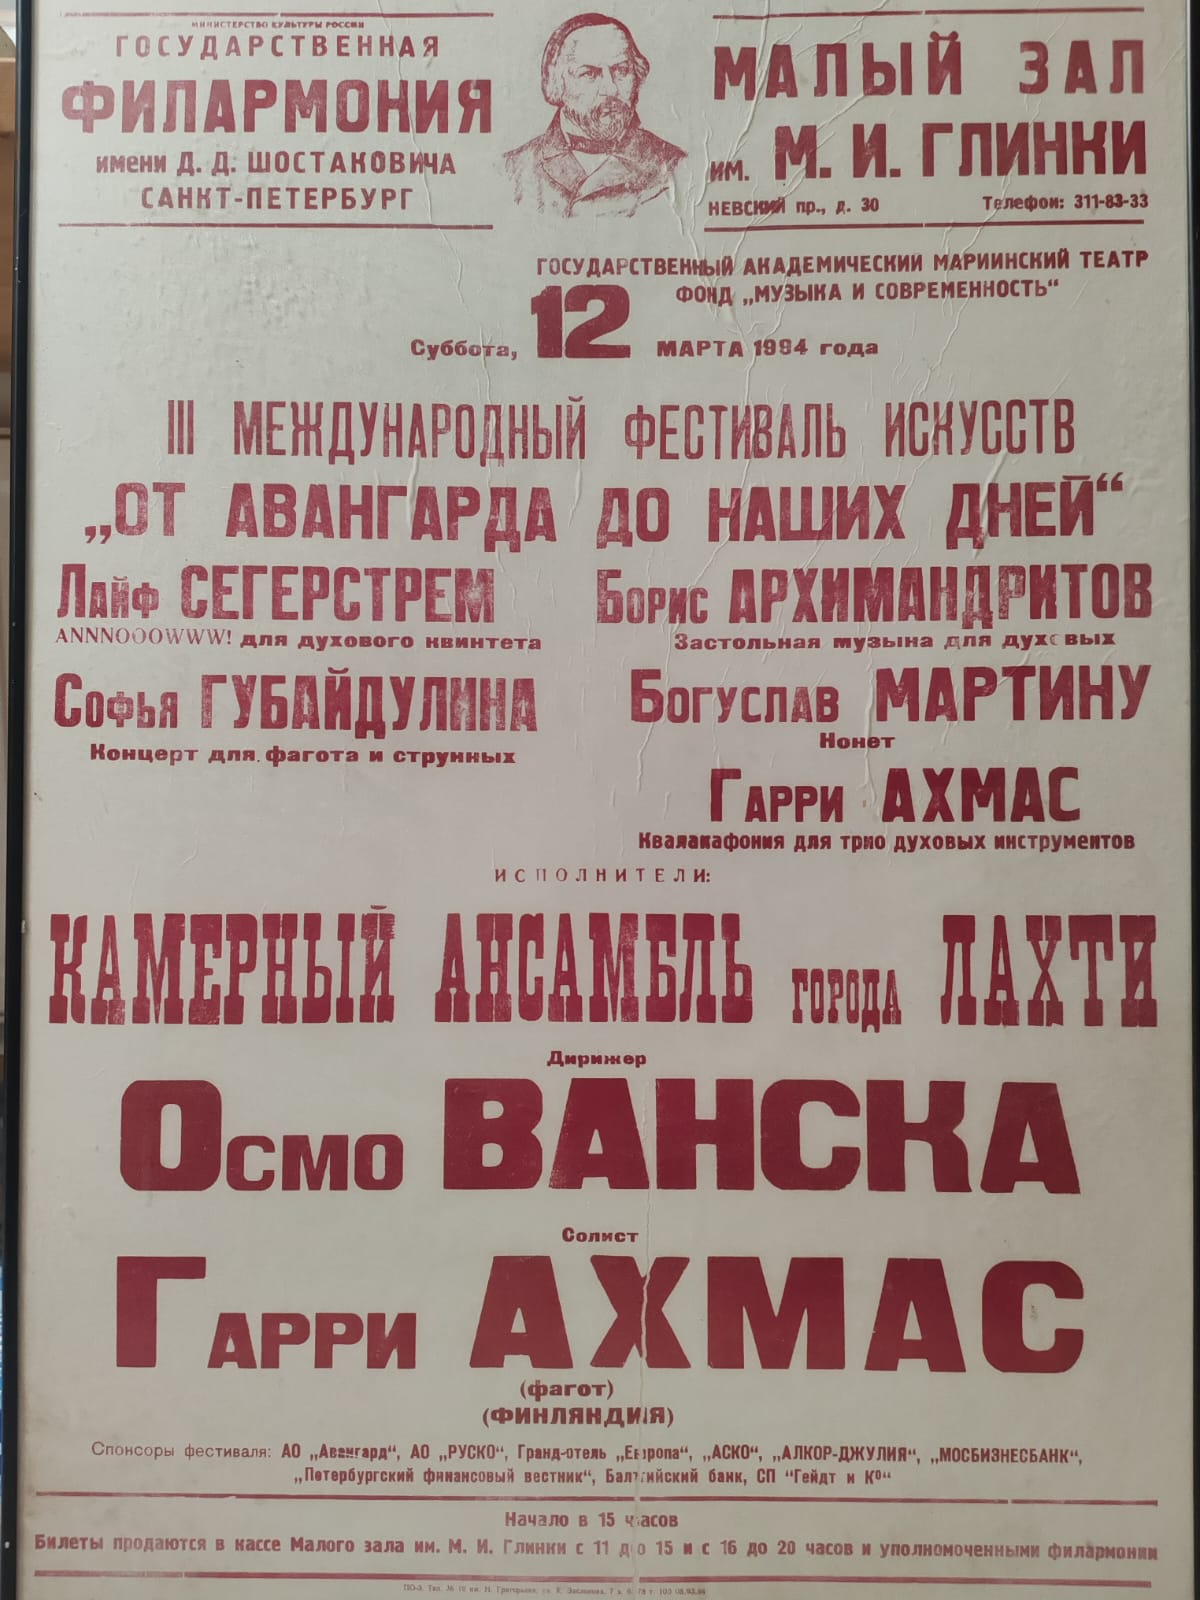 МИНИСТЕРСТВО КУЛЬТУРЫ РОССИИ
ГОСУДАРСТВЕННАЯ
ФИЛАРМОНИЯ
имени Д. Д. ШОСТАКОВИЧА
САНКТ-ПЕТЕРБУРГ
МАЛЫЙ ЗАЛ
им. М. И. ГЛИНКИ
НЕВСКИЙ пр., д. 30 Телефон: 311-83-33
ГОСУДАРСТВЕННЫЙ АКАДЕМИЧЕСКИЙ МАРИИНСКИЙ ТЕАТР
ФОНД „МУЗЫКА И СОВРЕМЕННОСТЬ“
Суббота, 12 МАРТА 1994 года
III МЕЖДУНАРОДНЫЙ ФЕСТИВАЛЬ ИСКУССТВ
„ОТ АВАНГАРДА ДО НАШИХ ДНЕЙ“
Лайф СЕГЕРСТРЕМ
ANNNOOOWWW! для духового квинтета
Софья ГУБАЙДУЛИНА
Концерт для фагота и струнных
Борис АРХИМАНДРИТОВ
Застольная музыка для духовых
Богуслав МАРТИНУ
Нонет
Гарри АХМАС
Квалакафония для трио духовых инструментов
ИСПОЛНИТЕЛИ:
КАМЕРНЫЙ АНСАМБЛЬ ГОРОДА ЛАХТИ
Дирижер
Осмо ВАНСКА
Солист
Гарри АХМАС
(фагот)
(ФИНЛЯНДИЯ)
Спонсоры фестиваля: АО „Авангард“, АО „РУСКО“, Гранд-отель „Европа“, „АСКО“, „АЛКОР-ДЖУЛИЯ“, „МОСБИЗНЕСБАНК“,
„Петербургский финансовый вестник“, Балтийский банк, СП "Гейдт и К⁰“
Начало в 15 часов
Билеты продаются в кассе Малого зала им. М. И. Глинки с 11 до 15 и с 16 до 20 часов и уполномоченными филармонии